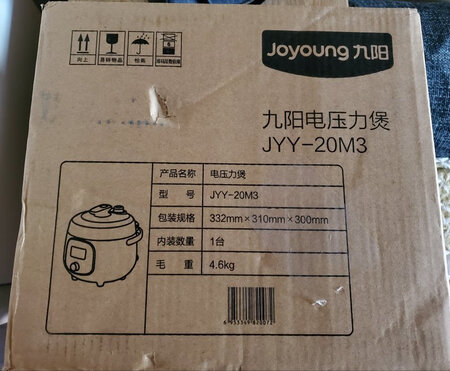 向上
易碎物品
怕雨
Joyoung 九阳
九阳电压力煲
JYY-20M3
产品名称 电压力煲
型 号 JYY-20M3
包装规格 332mm×310mm×300mm
内装数量 1台
毛 重 4.6kg